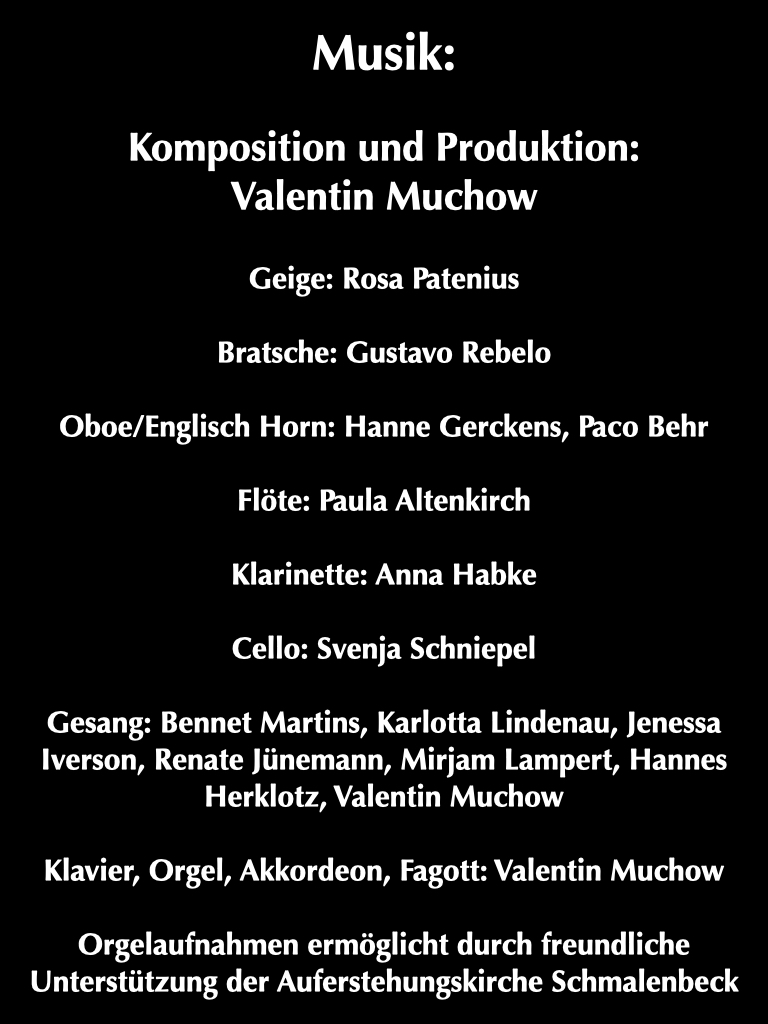 Musik:
Komposition und Produktion:
Valentin Muchow
Geige: Rosa Patenius
Bratsche: Gustavo Rebelo
Oboe/Englisch Horn: Hanne Gerckens, Paco Behr
Flöte: Paula Altenkirch
Klarinette: Anna Habke
Cello: Svenja Schniepel
Gesang: Bennet Martins, Karlotta Lindenau, Jenessa
Iverson, Renate Jünemann, Mirjam Lampert, Hannes
Herklotz, Valentin Muchow
Klavier, Orgel, Akkordeon, Fagott: Valentin Muchow
Orgelaufnahmen ermöglicht durch freundliche
Unterstützung der Auferstehungskirche Schmalenbeck